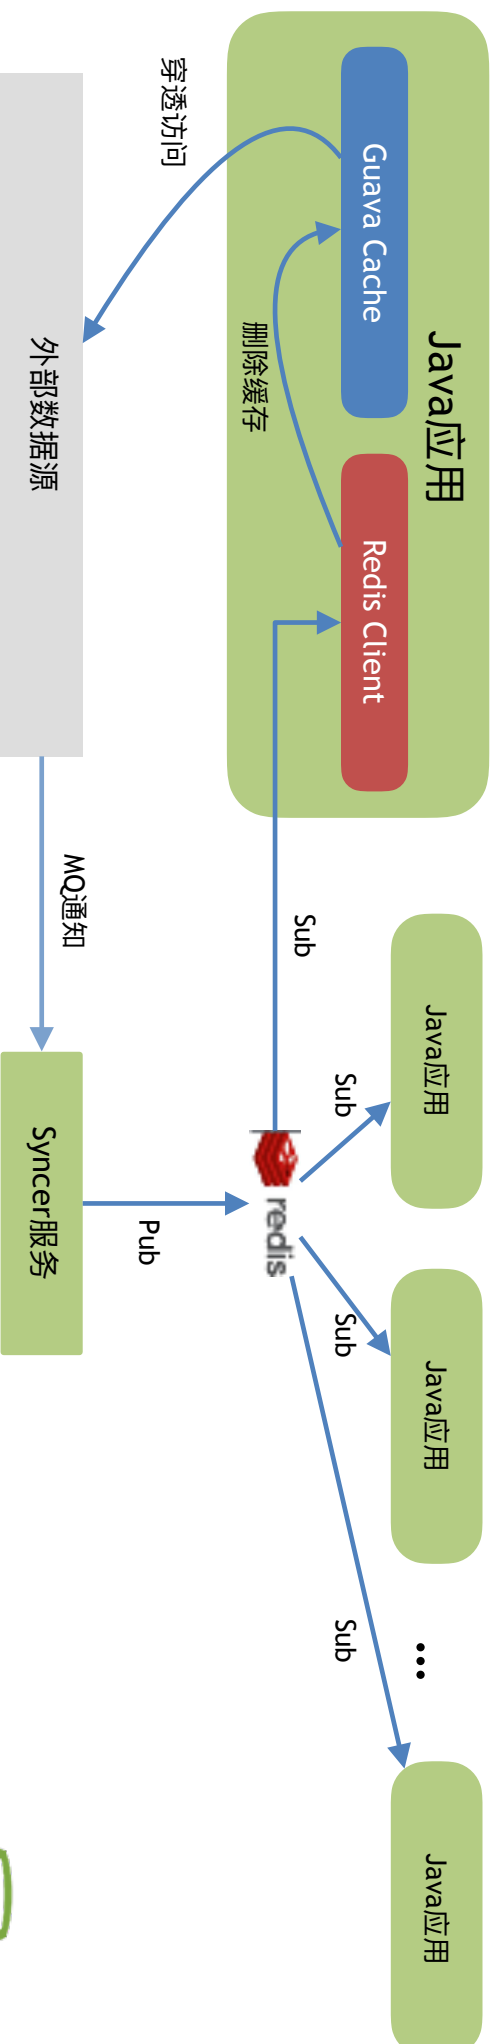 Java应用
Guava Cache
Redis Client
删除缓存
穿透访问
外部数据源
MQ通知
Syncer服务
Pub
redis
Sub
Sub
Sub
Sub
Java应用
Java应用
...
Java应用